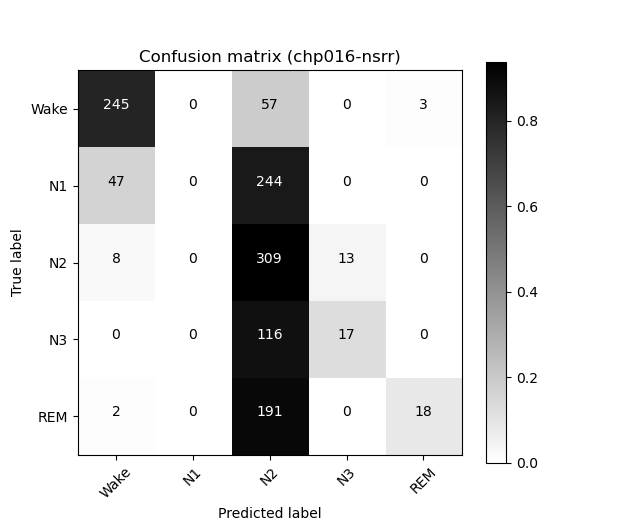 Confusion matrix (chp016-nsrr)
Wake 245 0 57 0 3
N1 47 0 244 0 0
N2 8 0 309 13 0
N3 0 0 116 17 0
REM 2 0 191 0 18
Wake N1 N2 N3 REM
Predicted label
True label
0.8
0.6
0.4
0.2
0.0